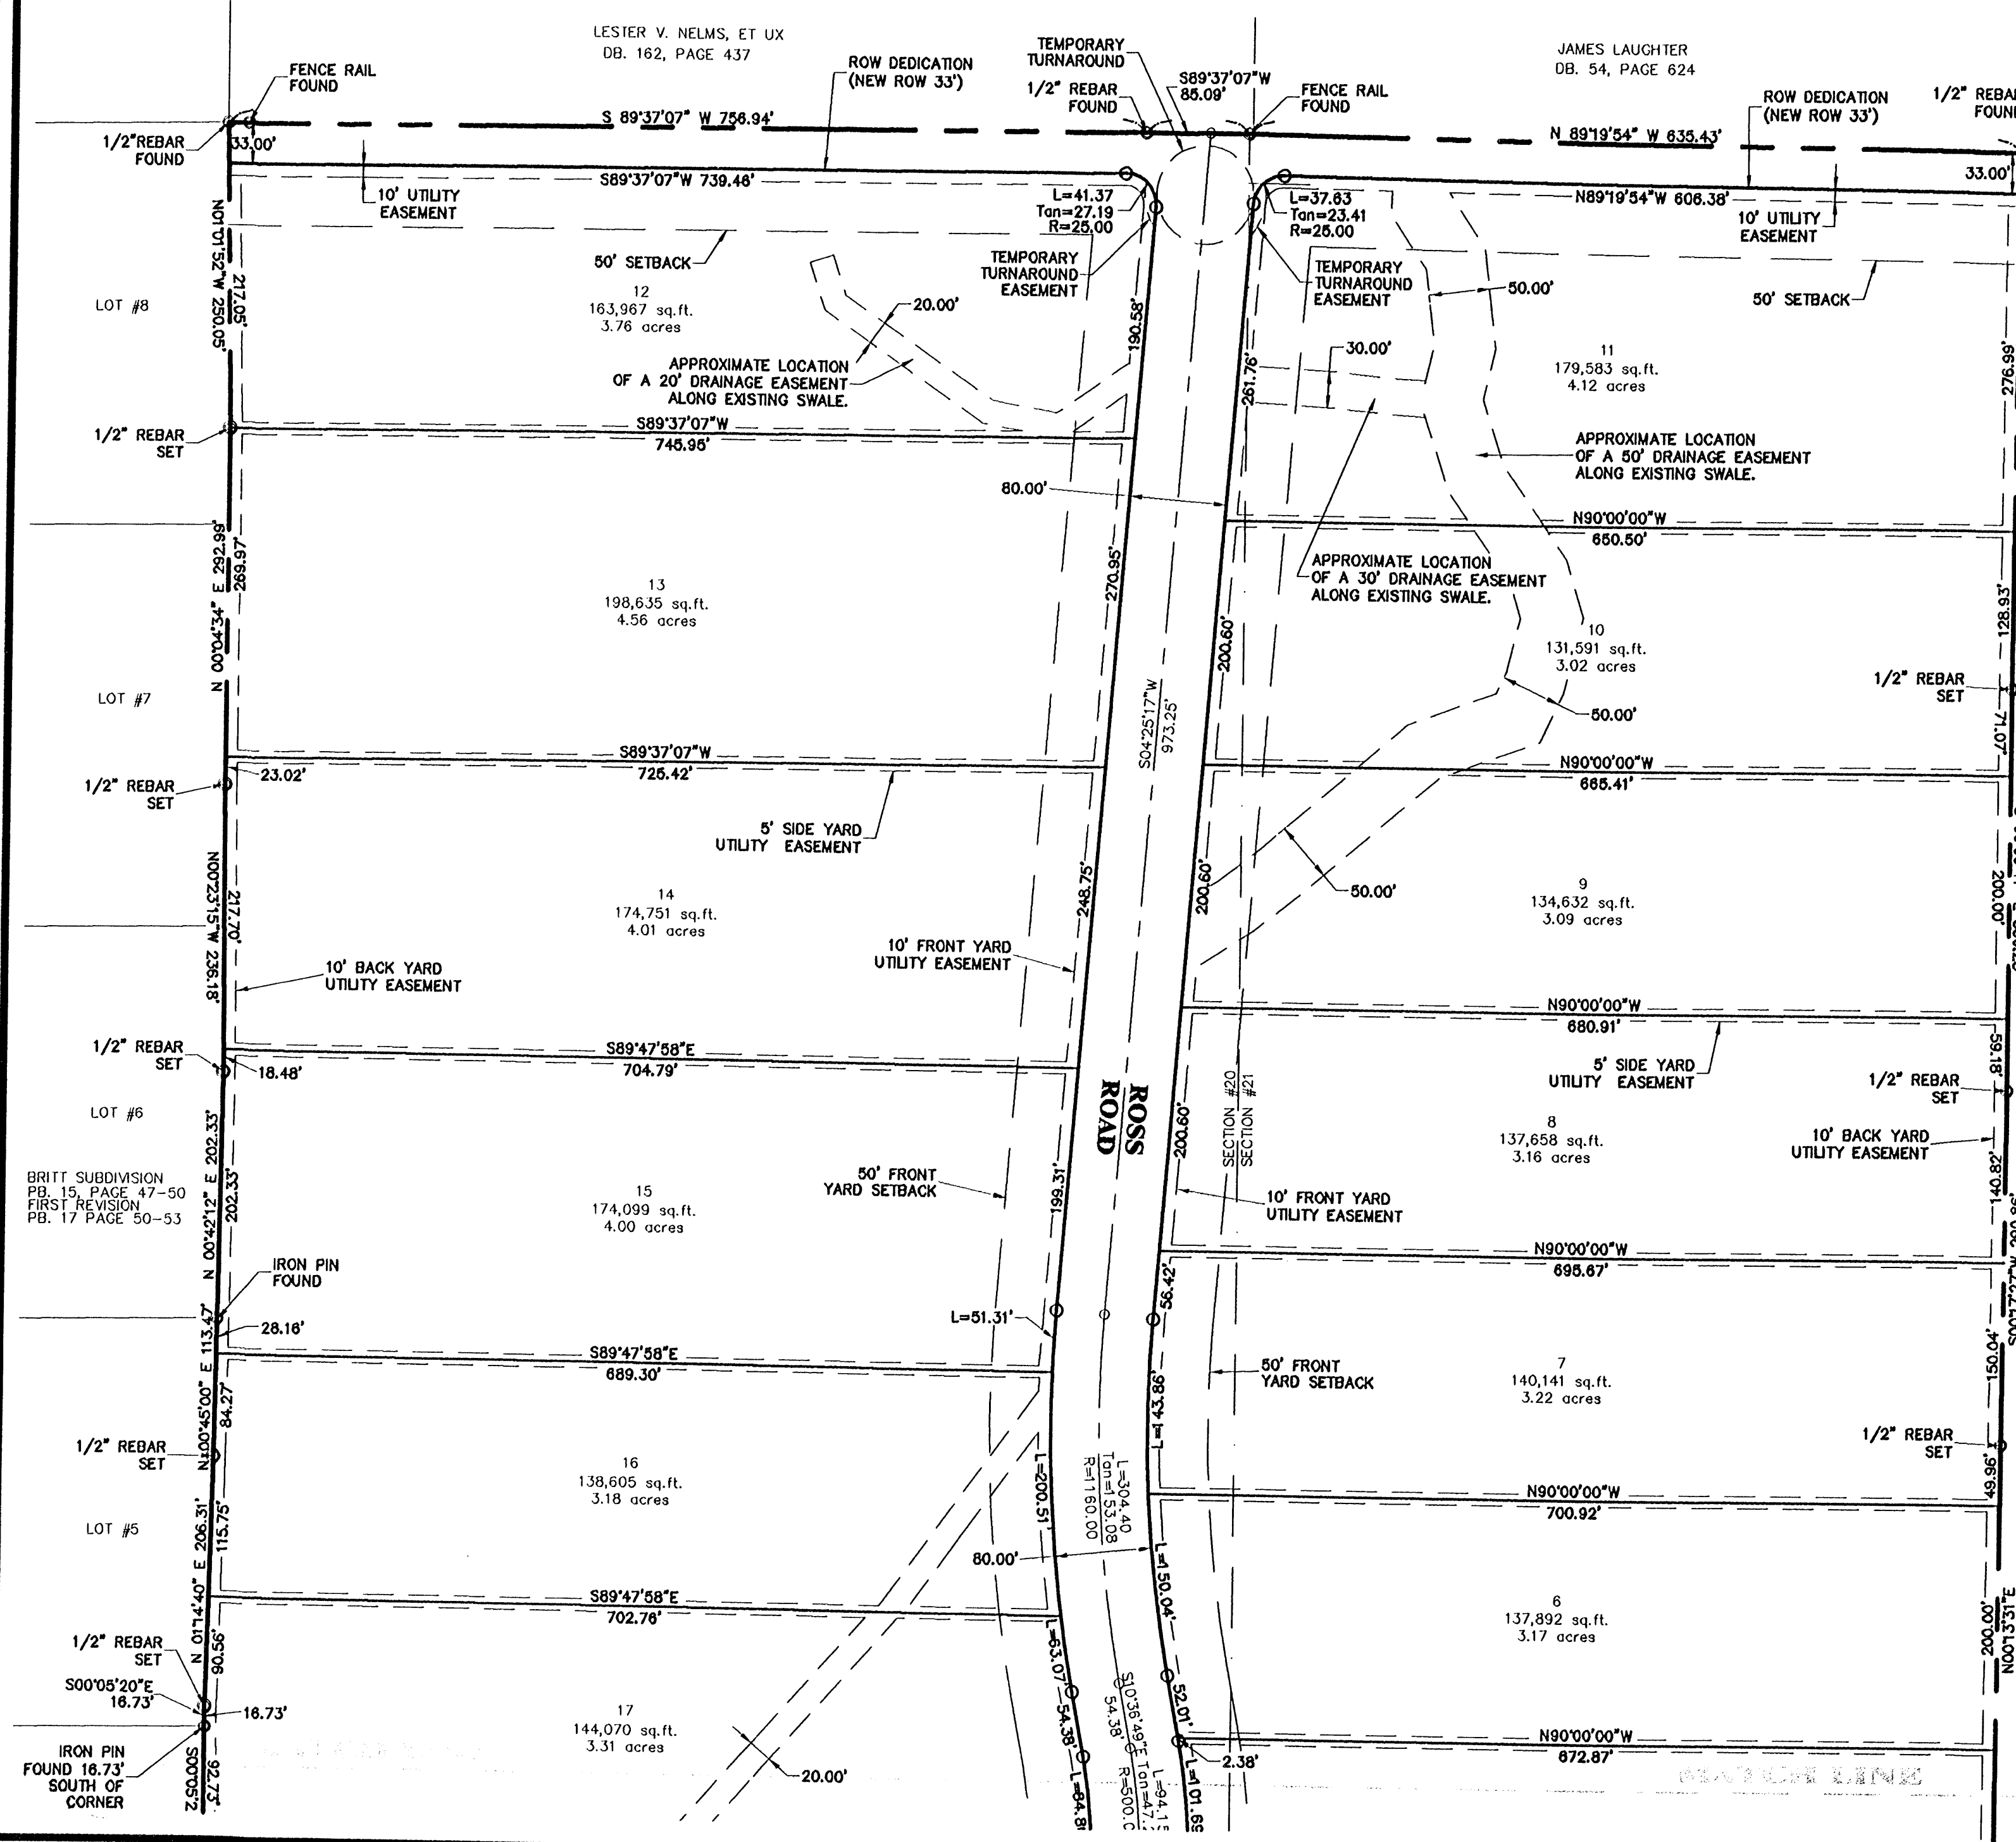 LESTER V. NELMS, ET UX
DB. 162, PAGE 437
JAMES LAUGHTER
DB. 54, PAGE 624
FENCE RAIL
FOUND
ROW DEDICATION
(NEW ROW 33')
TEMPORARY
TURNAROUND
1/2" REBAR
FOUND
S89°37'07"W
85.09'
FENCE RAIL
FOUND
ROW DEDICATION
(NEW ROW 33')
1/2"REBAR
FOUND
33.00'
S 89°37'07" W 756.94'
N 89°19'54" W 635.43'
33.00'
10' UTILITY
EASEMENT
S89°37'07"W 739.46'
L=41.37
Tan=27.19
R=25.00
L=37.63
Tan=23.41
R=25.00
N89°19'54"W 606.38'
10' UTILITY
EASEMENT
N01°01'52"W 250.05'
217.05'
50' SETBACK
TEMPORARY
TURNAROUND
EASEMENT
TEMPORARY
TURNAROUND
EASEMENT
50.00'
50' SETBACK
LOT #8
12
163,967 sq.ft.
3.76 acres
20.00'
190.58'
261.76'
30.00'
11
179,583 sq.ft.
4.12 acres
276.99'
APPROXIMATE LOCATION
OF A 20' DRAINAGE EASEMENT
ALONG EXISTING SWALE.
1/2" REBAR
SET
S89°37'07"W
745.95'
APPROXIMATE LOCATION
OF A 50' DRAINAGE EASEMENT
ALONG EXISTING SWALE.
80.00'
N90°00'00"W
650.50'
N 00°04'34" E 292.99'
269.97'
13
198,635 sq.ft.
4.56 acres
270.95'
200.60'
APPROXIMATE LOCATION
OF A 30' DRAINAGE EASEMENT
ALONG EXISTING SWALE.
10
131,591 sq.ft.
3.02 acres
128.93'
LOT #7
S04°25'17"W
973.25'
50.00'
1/2" REBAR
SET
71.07'
S89°37'07"W
725.42'
23.02'
1/2" REBAR
SET
N90°00'00"W
665.41'
5' SIDE YARD
UTILITY EASEMENT
N00°23'15"W 236.18'
217.70'
14
174,751 sq.ft.
4.01 acres
248.75'
200.60'
50.00'
9
134,632 sq.ft.
3.09 acres
200.00'
10' BACK YARD
UTILITY EASEMENT
10' FRONT YARD
UTILITY EASEMENT
N90°00'00"W
680.91'
1/2" REBAR
SET
18.48'
S89°47'58"E
704.79'
5' SIDE YARD
UTILITY EASEMENT
59.18'
1/2" REBAR
SET
LOT #6
ROSS
ROAD
SECTION #20
SECTION #21
8
137,658 sq.ft.
3.16 acres
10' BACK YARD
UTILITY EASEMENT
140.82'
BRITT SUBDIVISION
PB. 15, PAGE 47-50
FIRST REVISION
PB. 17 PAGE 50-53
N 00°42'12" E 202.33'
202.33'
15
174,099 sq.ft.
4.00 acres
50' FRONT
YARD SETBACK
199.31'
200.60'
10' FRONT YARD
UTILITY EASEMENT
N90°00'00"W
695.67'
IRON PIN
FOUND
28.16'
L=51.31'
56.42'
S89°47'58"E
689.30'
N 00°45'00" E 113.47'
84.27'
50' FRONT
YARD SETBACK
7
140,141 sq.ft.
3.22 acres
150.04'
L=143.86'
1/2" REBAR
SET
16
138,605 sq.ft.
3.18 acres
L=200.51'
L=304.40
Tan=153.08
R=1160.00
1/2" REBAR
SET
49.96'
N90°00'00"W
700.92'
LOT #5
N 01°14'40" E 206.31'
115.75'
80.00'
L=150.04'
S89°47'58"E
702.76'
6
137,892 sq.ft.
3.17 acres
200.00'
N00°13'31"E
1/2" REBAR
SET
90.56'
S00°05'20"E
16.73'
16.73'
L=63.07'
54.38'
S10°36'49"E
54.38'
52.01'
17
144,070 sq.ft.
3.31 acres
20.00'
N90°00'00"W
672.87'
2.38'
IRON PIN
FOUND 16.73'
SOUTH OF
CORNER
S00°05'2
92.73'
L=84.8
L=94.15
Tan=47.
R=500.0
L=101.69
MATCH LINE